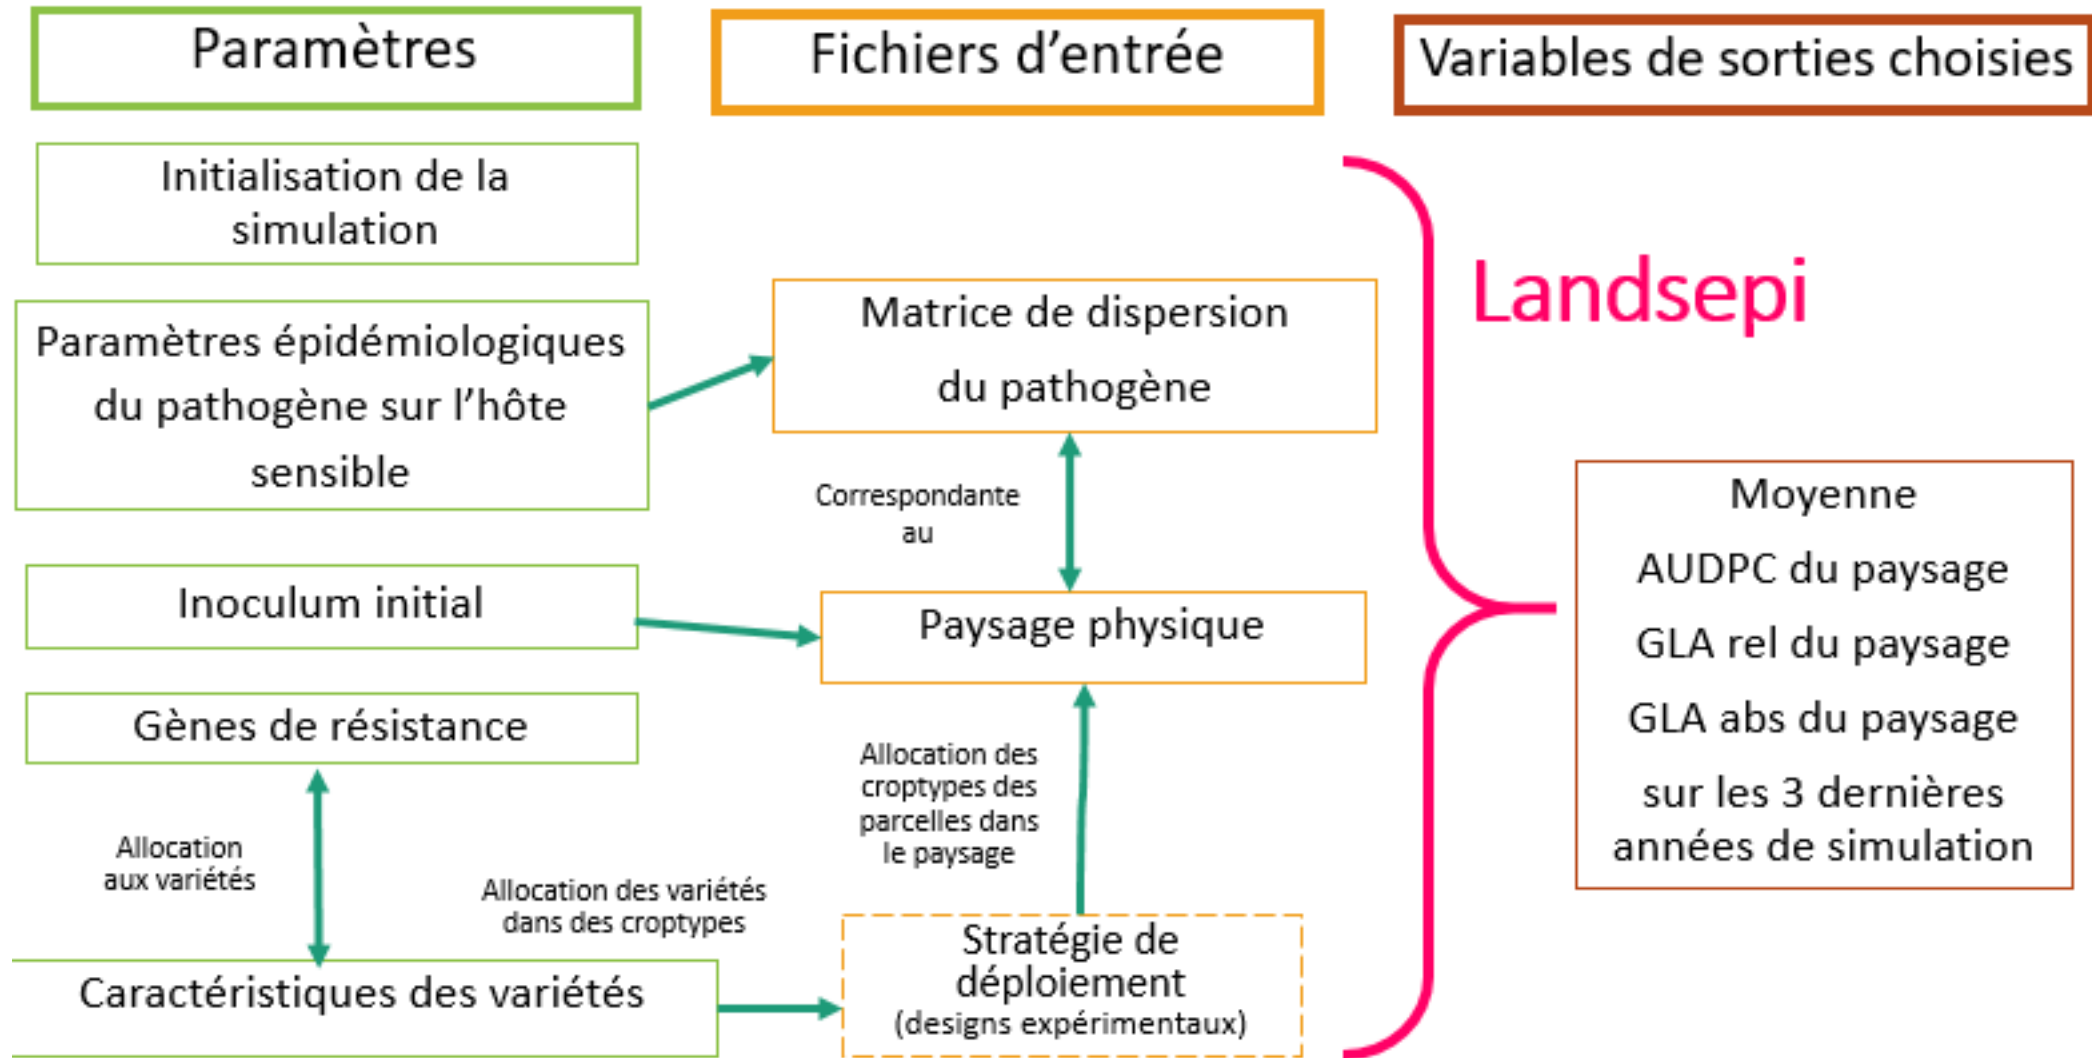 Paramètres
Fichiers d'entrée
Variables de sorties choisies
Initialisation de la
simulation
Paramètres épidémiologiques
du pathogène sur l'hôte
sensible
Matrice de dispersion
du pathogène
Landsepi
Correspondante
au
Inoculum initial
Paysage physique
Gènes de résistance
Allocation
aux variétés
Allocation des variétés
dans des croptypes
Allocation des
croptypes des
parcelles dans
le paysage
Caractéristiques des variétés
Stratégie de
déploiement
(designs expérimentaux)
Moyenne
AUDPC du paysage
GLA rel du paysage
GLA abs du paysage
sur les 3 dernières
années de simulation